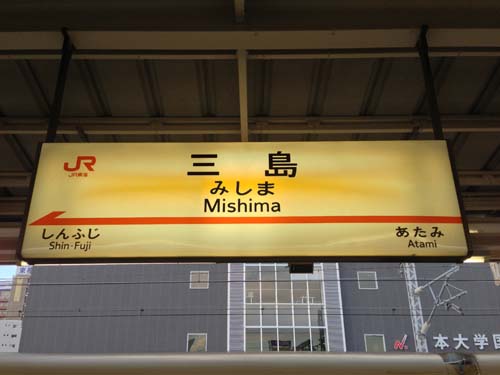 JR
JR東海
三島
みしま
Mishima
しんふじ
Shin-Fuji
あたみ
Atami
本大学国